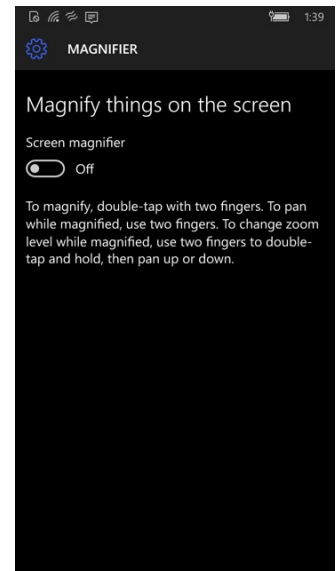 1:39
MAGNIFIER
Magnify things on the screen
Screen magnifier
Off
To magnify, double-tap with two fingers. To pan
while magnified, use two fingers. To change zoom
level while magnified, use two fingers to double-
tap and hold, then pan up or down.